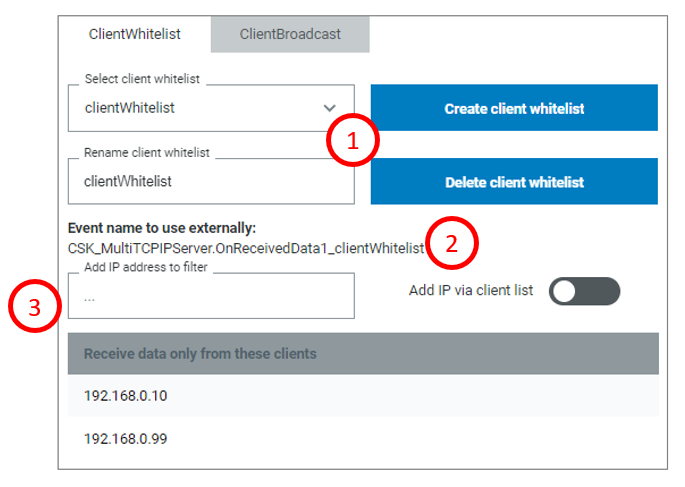 ClientWhitelist ClientBroadcast
Select client whitelist
clientWhitelist
Create client whitelist
1
Rename client whitelist
clientWhitelist
Delete client whitelist
Event name to use externally:
CSK_MultiTCPIPServer.OnReceivedData1_clientWhitelist
2
Add IP address to filter
...
Add IP via client list
3
Receive data only from these clients
192.168.0.10
192.168.0.99